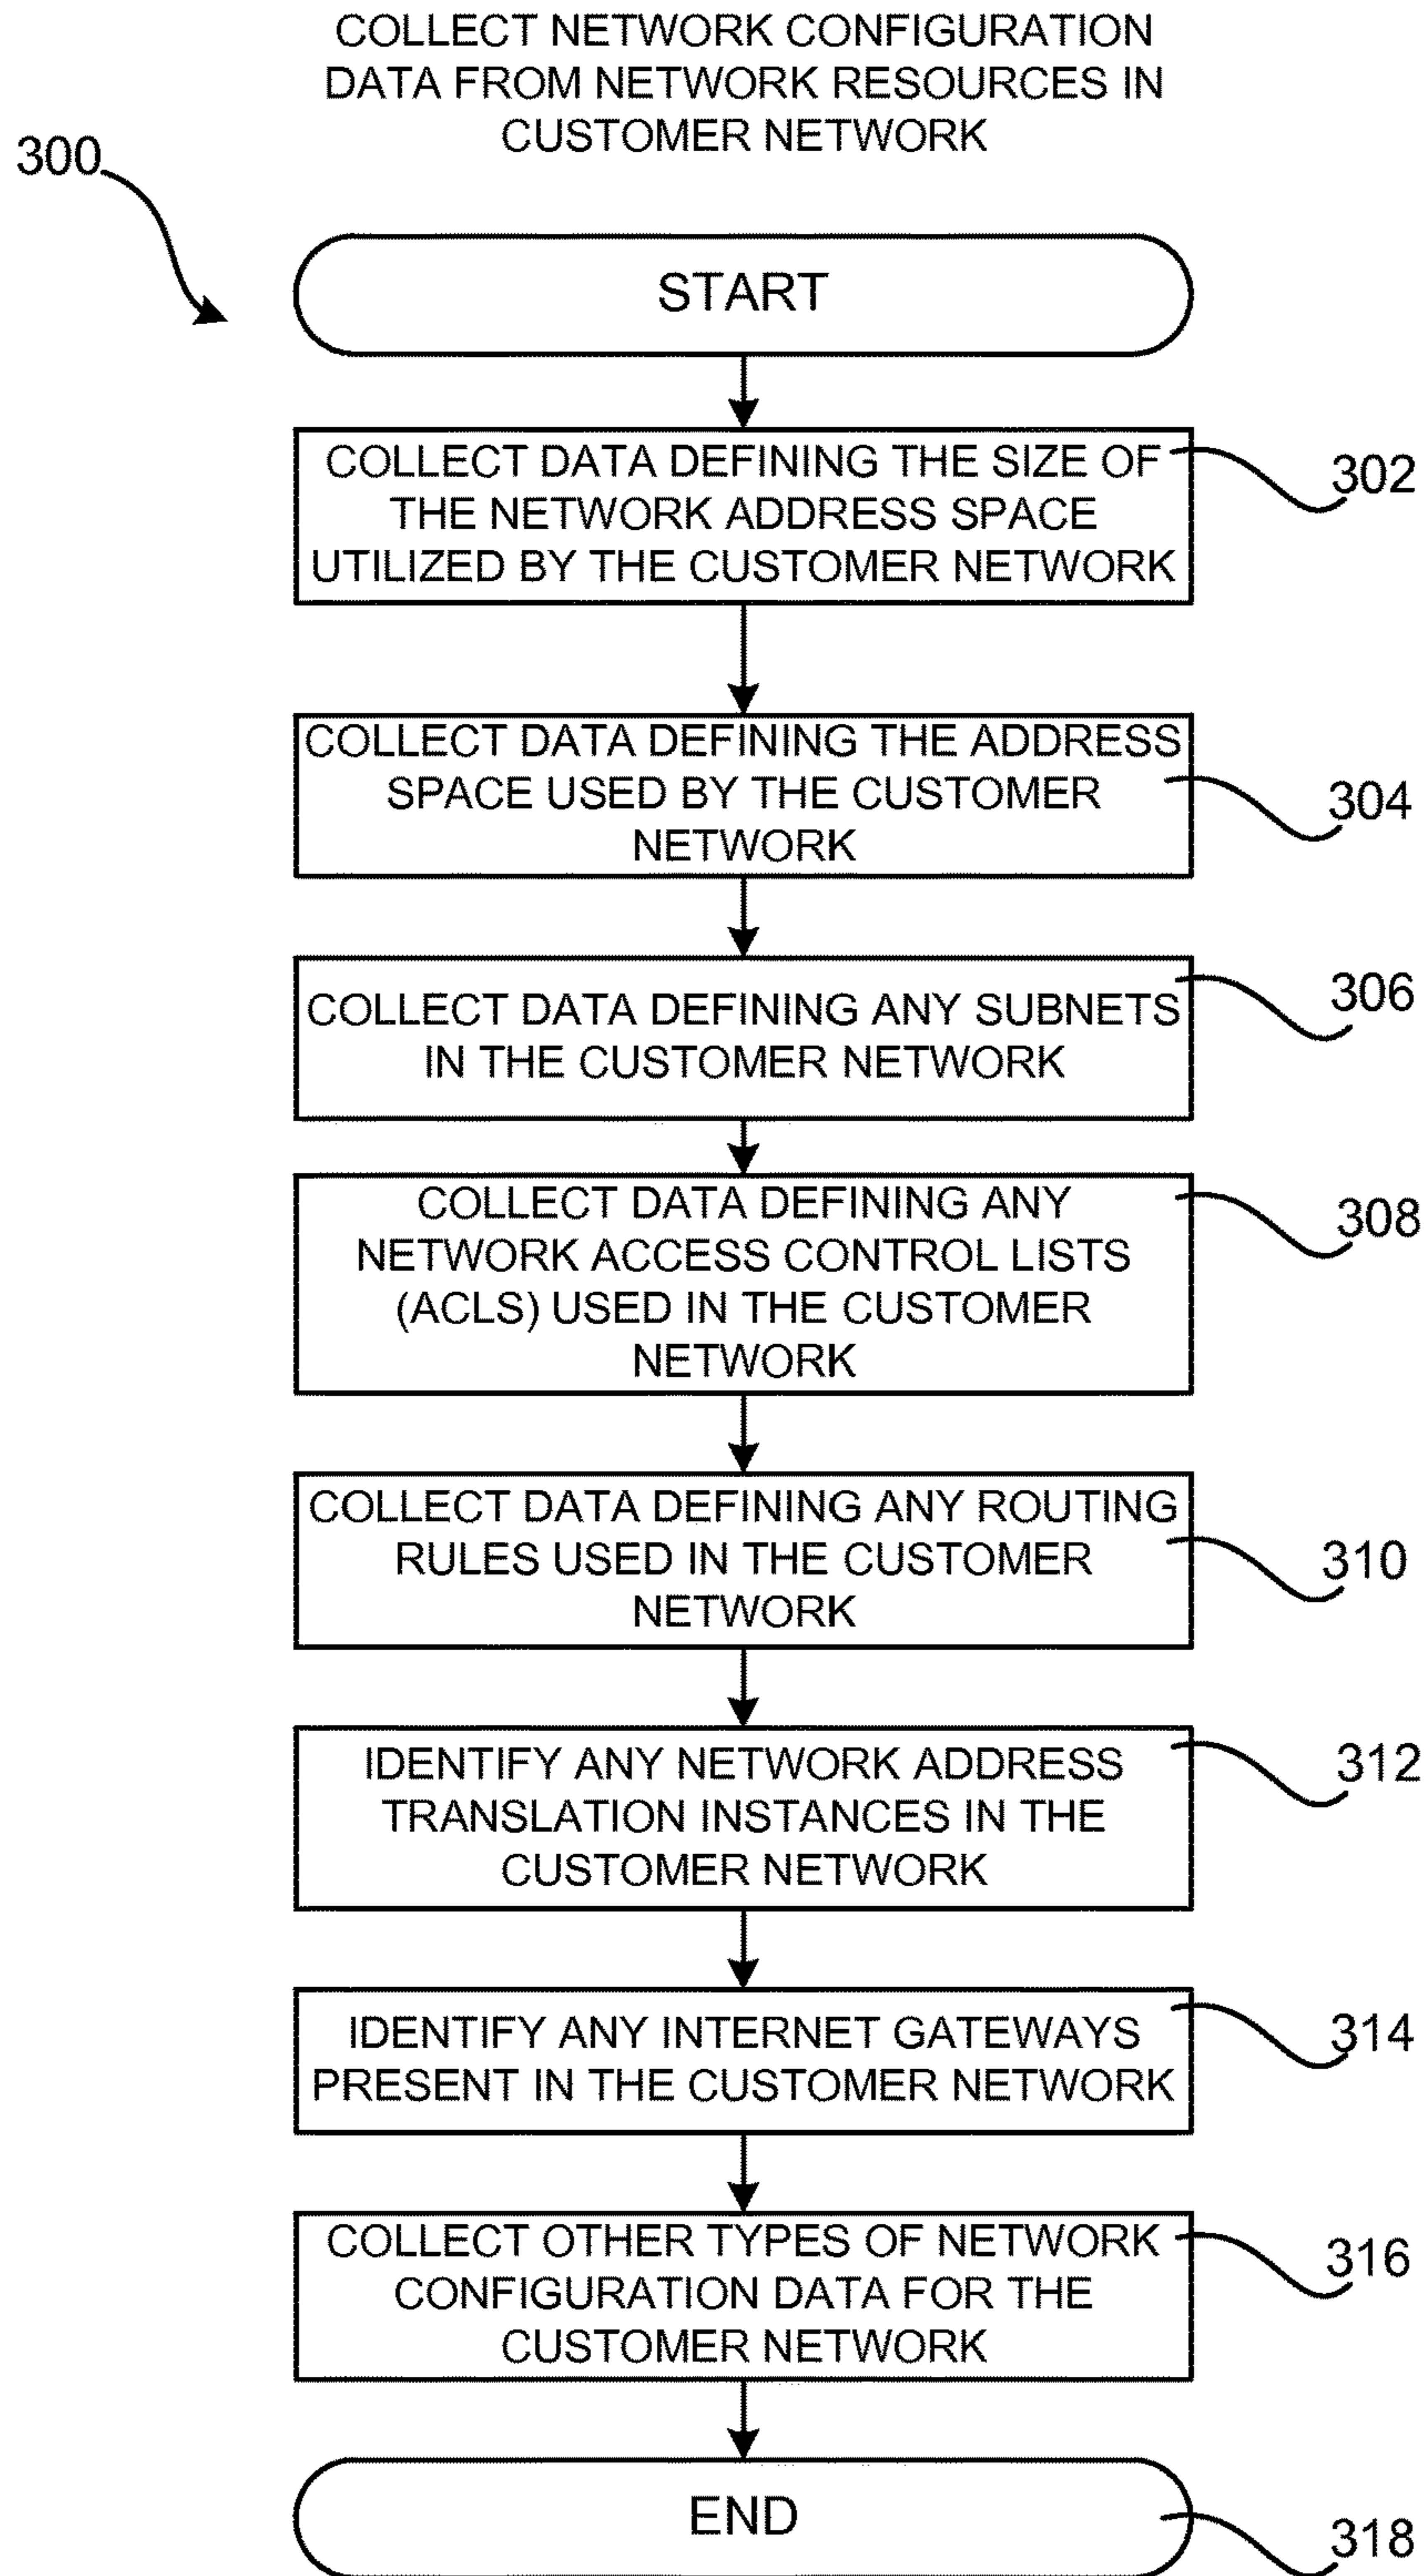 COLLECT NETWORK CONFIGURATION
DATA FROM NETWORK RESOURCES IN
CUSTOMER NETWORK
300
START
COLLECT DATA DEFINING THE SIZE OF
THE NETWORK ADDRESS SPACE
UTILIZED BY THE CUSTOMER NETWORK
302
COLLECT DATA DEFINING THE ADDRESS
SPACE USED BY THE CUSTOMER
NETWORK
304
COLLECT DATA DEFINING ANY SUBNETS
IN THE CUSTOMER NETWORK
306
COLLECT DATA DEFINING ANY
NETWORK ACCESS CONTROL LISTS
(ACLS) USED IN THE CUSTOMER
NETWORK
308
COLLECT DATA DEFINING ANY ROUTING
RULES USED IN THE CUSTOMER
NETWORK
310
IDENTIFY ANY NETWORK ADDRESS
TRANSLATION INSTANCES IN THE
CUSTOMER NETWORK
312
IDENTIFY ANY INTERNET GATEWAYS
PRESENT IN THE CUSTOMER NETWORK
314
COLLECT OTHER TYPES OF NETWORK
CONFIGURATION DATA FOR THE
CUSTOMER NETWORK
316
END
318